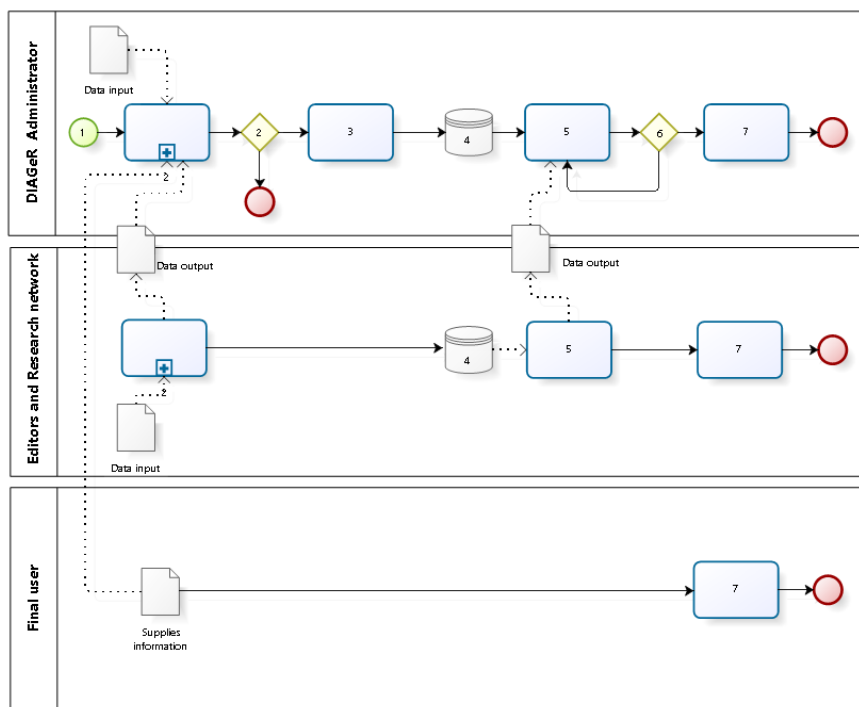 DIAGeR Administrator
Data input
1
2
2
3
4
5
6
7
Data output
Data output
Editors and Research network
2
4
5
7
Data input
Final user
7
Supplies
information